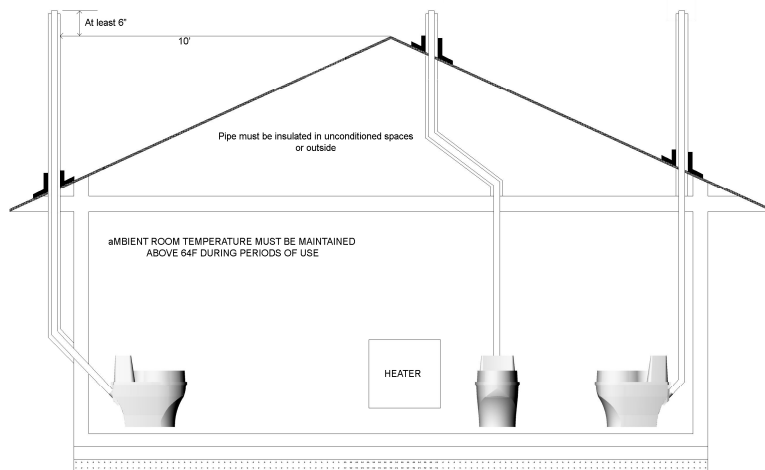 At least 6"
10'
Pipe must be insulated in unconditioned spaces
or outside
aMBIENT ROOM TEMPERATURE MUST BE MAINTAINED
ABOVE 64F DURING PERIODS OF USE
HEATER